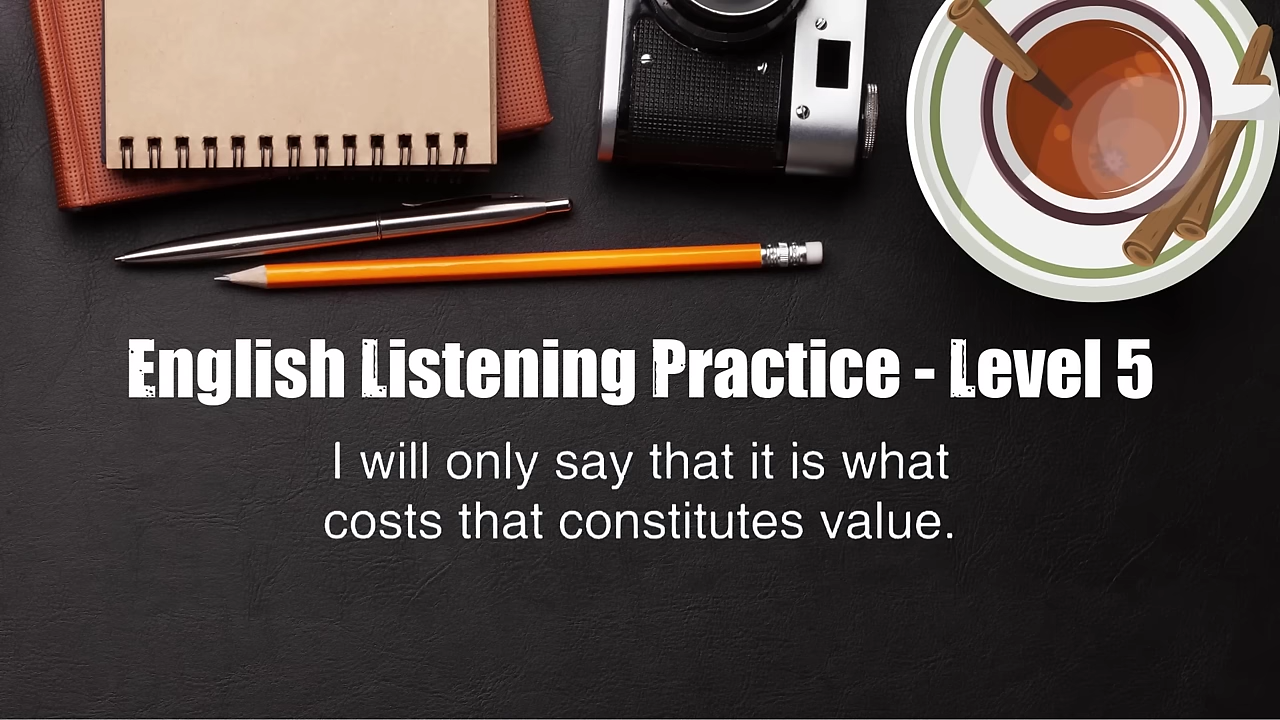 English Listening Practice - Level 5
I will only say that it is what
costs that constitutes value.